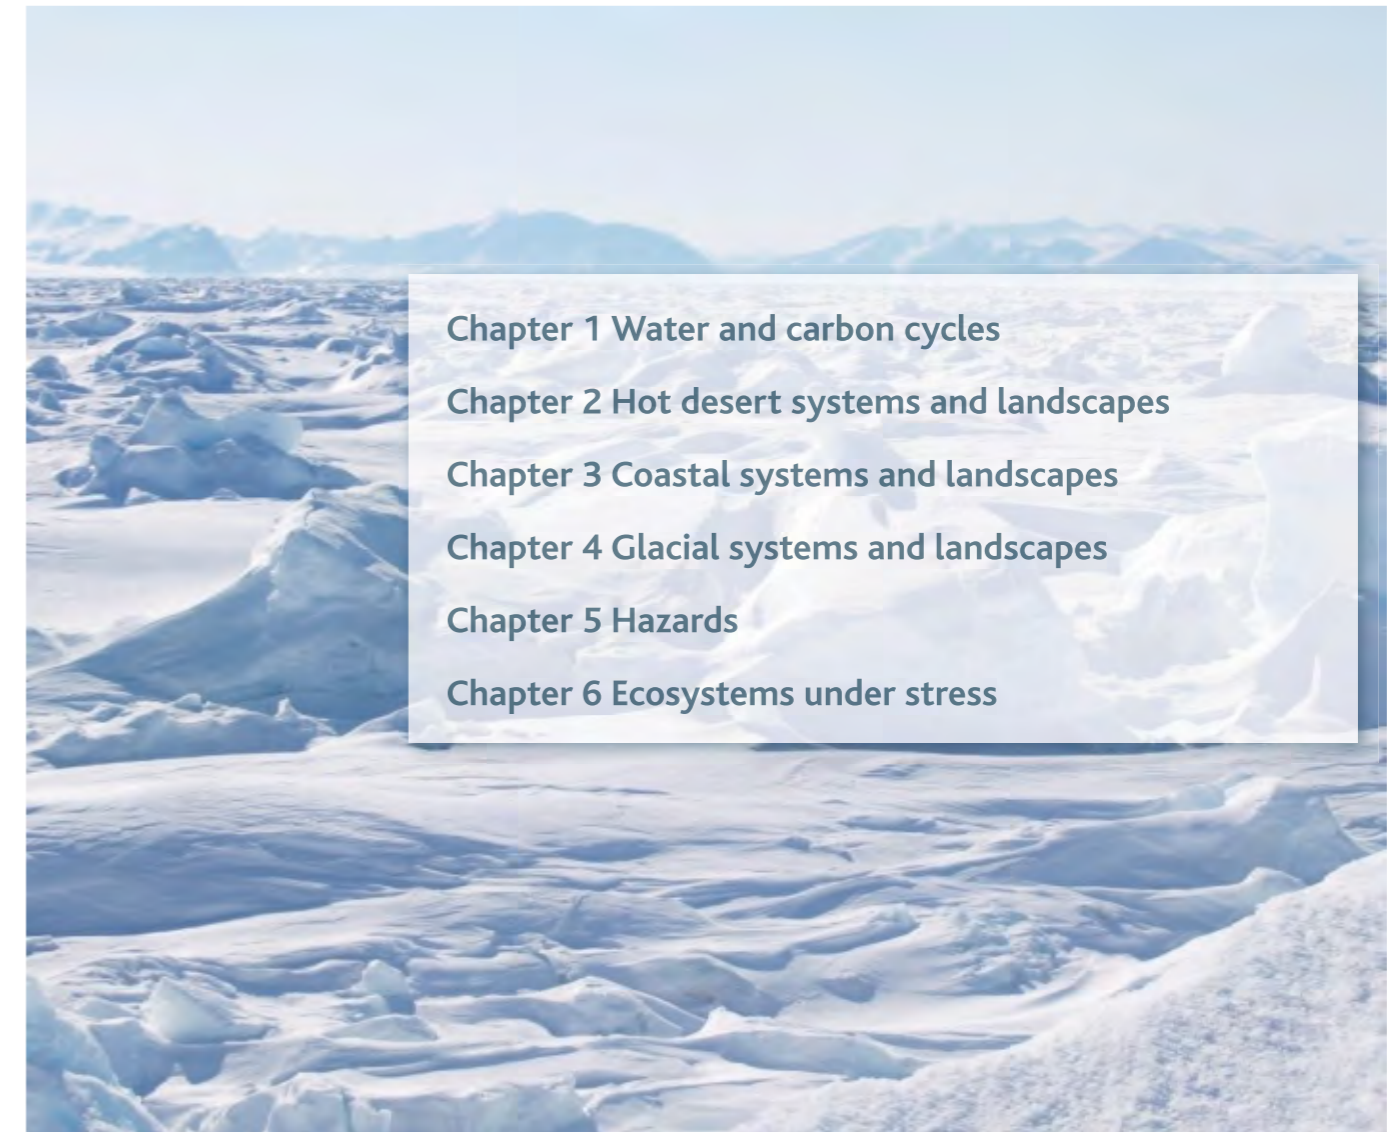 Chapter 1 Water and carbon cycles
Chapter 2 Hot desert systems and landscapes
Chapter 3 Coastal systems and landscapes
Chapter 4 Glacial systems and landscapes
Chapter 5 Hazards
Chapter 6 Ecosystems under stress